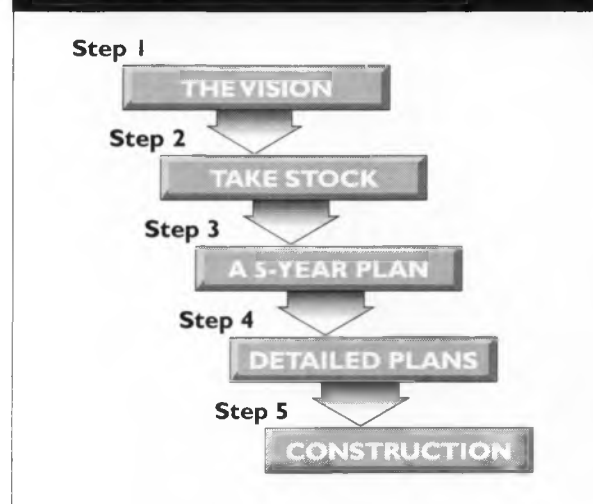 Step 1
THE VISION
Step 2
TAKE STOCK
Step 3
A 5-YEAR PLAN
Step 4
DETAILED PLANS
Step 5
CONSTRUCTION